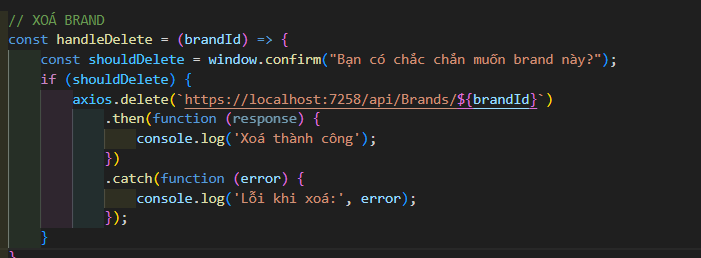 // XOÁ BRAND
const handleDelete = (brandId) => {
const shouldDelete = window.confirm("Bạn có chắc chắn muốn brand này?");
if (shouldDelete) {
axios.delete(`https://localhost:7258/api/Brands/${brandId}`)
.then(function (response) {
console.log('Xoá thành công');
})
.catch(function (error) {
console.log('Lỗi khi xoá:', error);
});
}
}